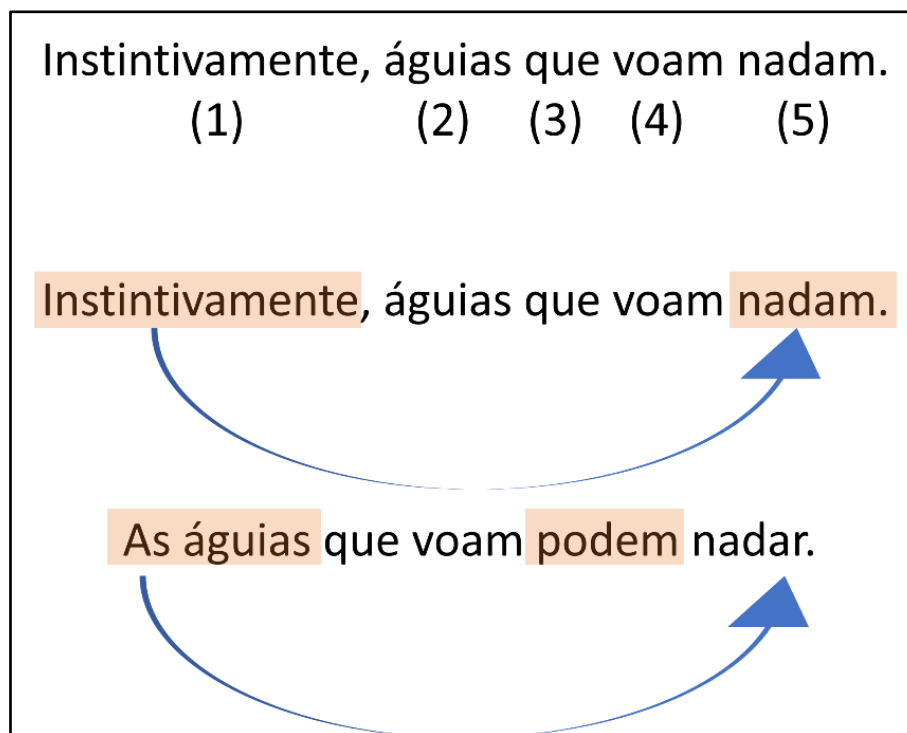 Instintivamente, águias que voam nadam.
(1) (2) (3) (4) (5)
Instintivamente, águias que voam nadam.
As águias que voam podem nadar.